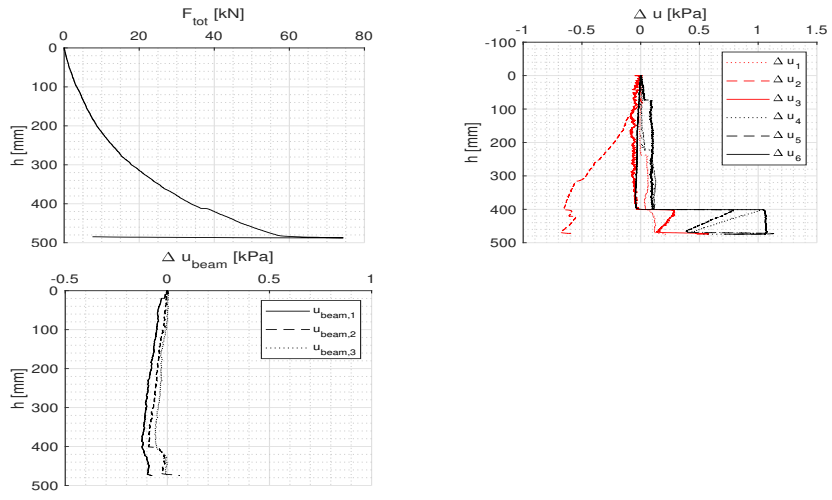 F_tot [kN]
0 20 40 60 80
0
100
200
300
400
500
h [mm]
Δ u [kPa]
-1 -0.5 0 0.5 1 1.5
-100
0
100
200
300
400
500
h [mm]
Δ u_1
Δ u_2
Δ u_3
Δ u_4
Δ u_5
Δ u_6
Δ u_beam [kPa]
-0.5 0 0.5 1
0
100
200
300
400
500
h [mm]
u_beam,1
u_beam,2
u_beam,3